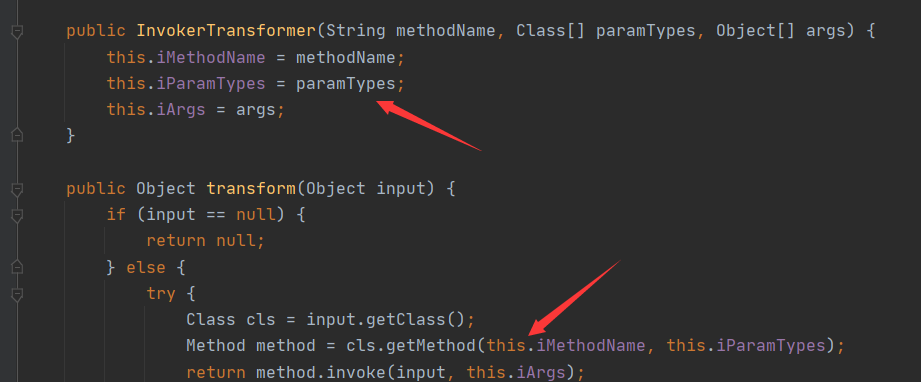 public InvokerTransformer(String methodName, Class[] paramTypes, Object[] args) {
this.iMethodName = methodName;
this.iParamTypes = paramTypes;
this.iArgs = args;
}
public Object transform(Object input) {
if (input == null) {
return null;
} else {
try {
Class cls = input.getClass();
Method method = cls.getMethod(this.iMethodName, this.iParamTypes);
return method.invoke(input, this.iArgs);